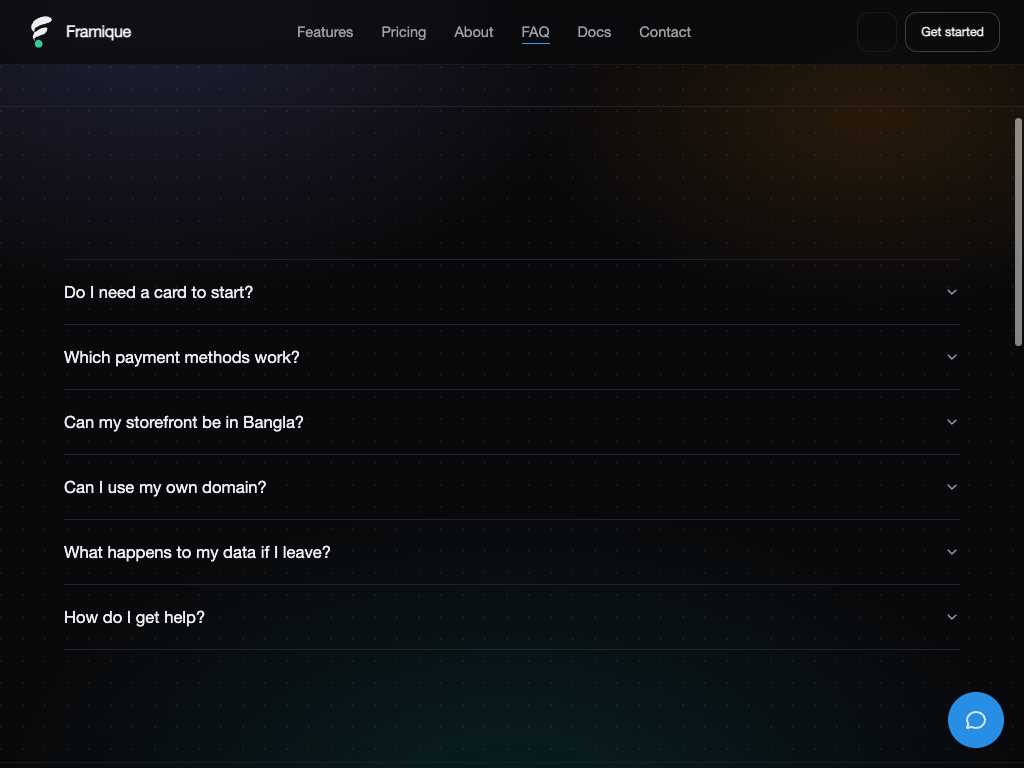 Framique
Features
Pricing
About
FAQ
Docs
Contact
Get started
Do I need a card to start?
Which payment methods work?
Can my storefront be in Bangla?
Can I use my own domain?
What happens to my data if I leave?
How do I get help?